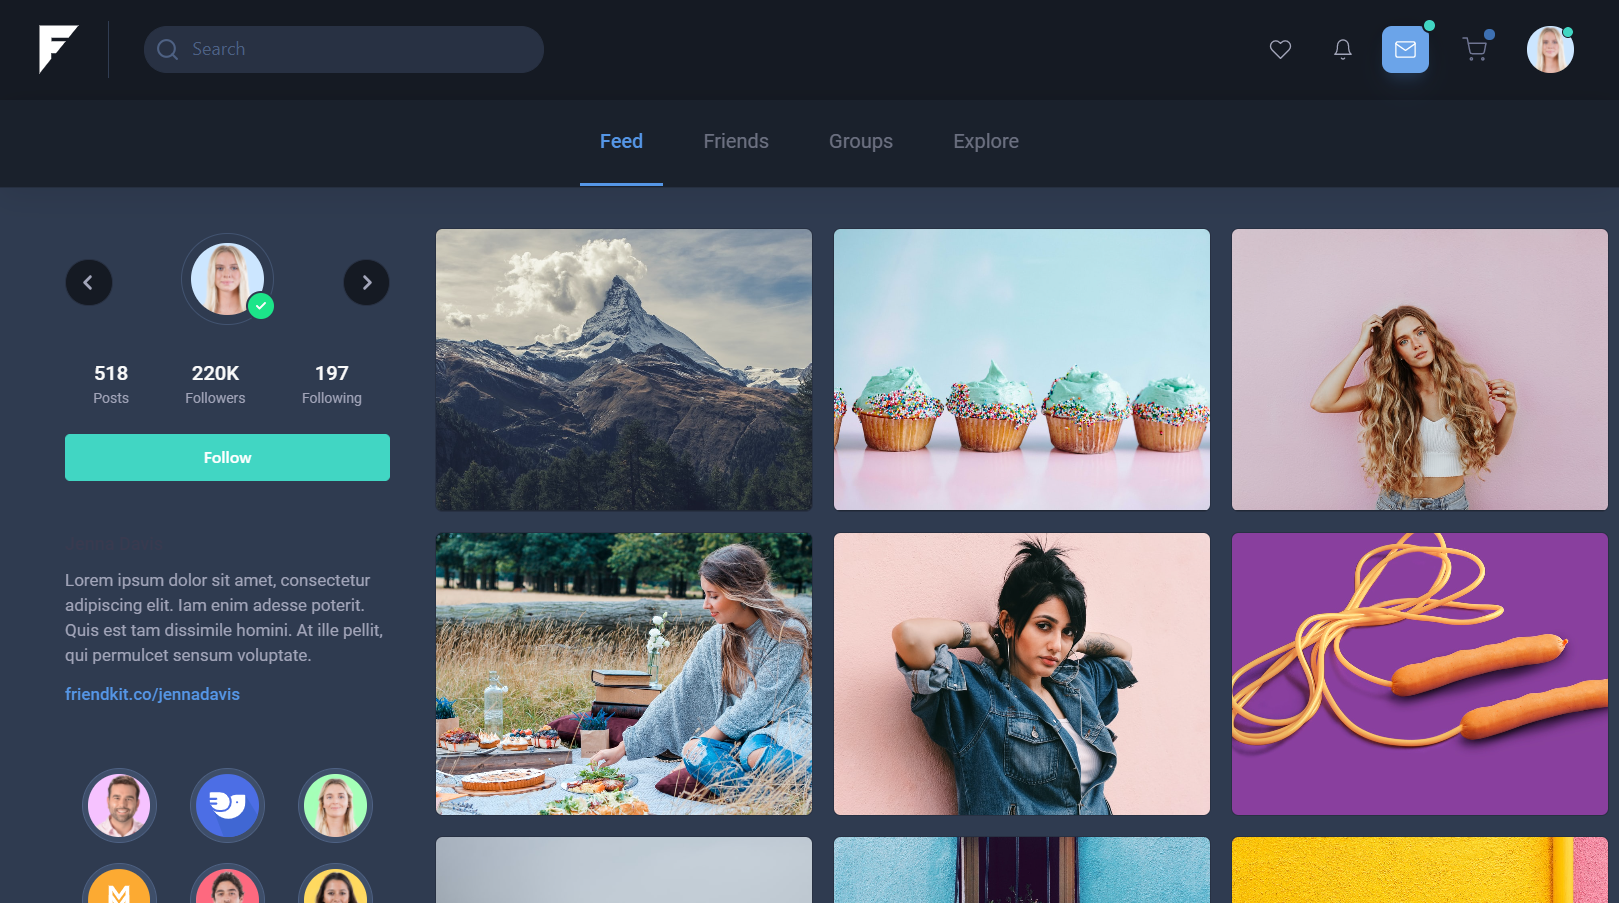 Search
Feed
Friends
Groups
Explore
518
Posts
220K
Followers
197
Following
Follow
Lorem ipsum dolor sit amet, consectetur
adipiscing elit. Iam enim adesse poterit.
Quis est tam dissimile homini. At ille pellit,
qui permulcet sensum voluptate.
friendkit.co/jennadavis